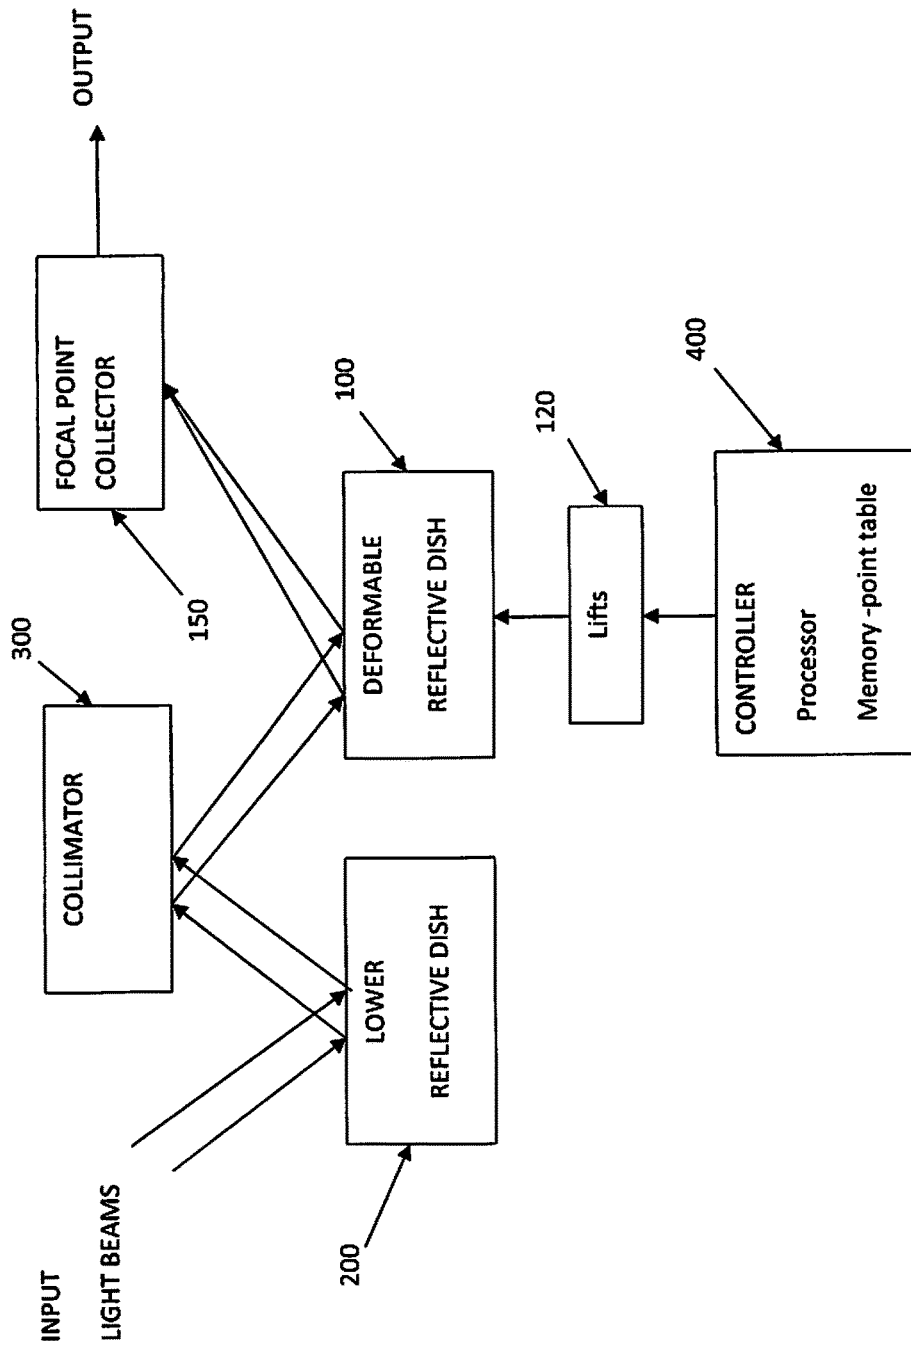 INPUT
LIGHT BEAMS
300
COLLIMATOR
FOCAL POINT
COLLECTOR
OUTPUT
150
200
LOWER
REFLECTIVE DISH
100
DEFORMABLE
REFLECTIVE DISH
120
Lifts
400
CONTROLLER
Processor
Memory -point table